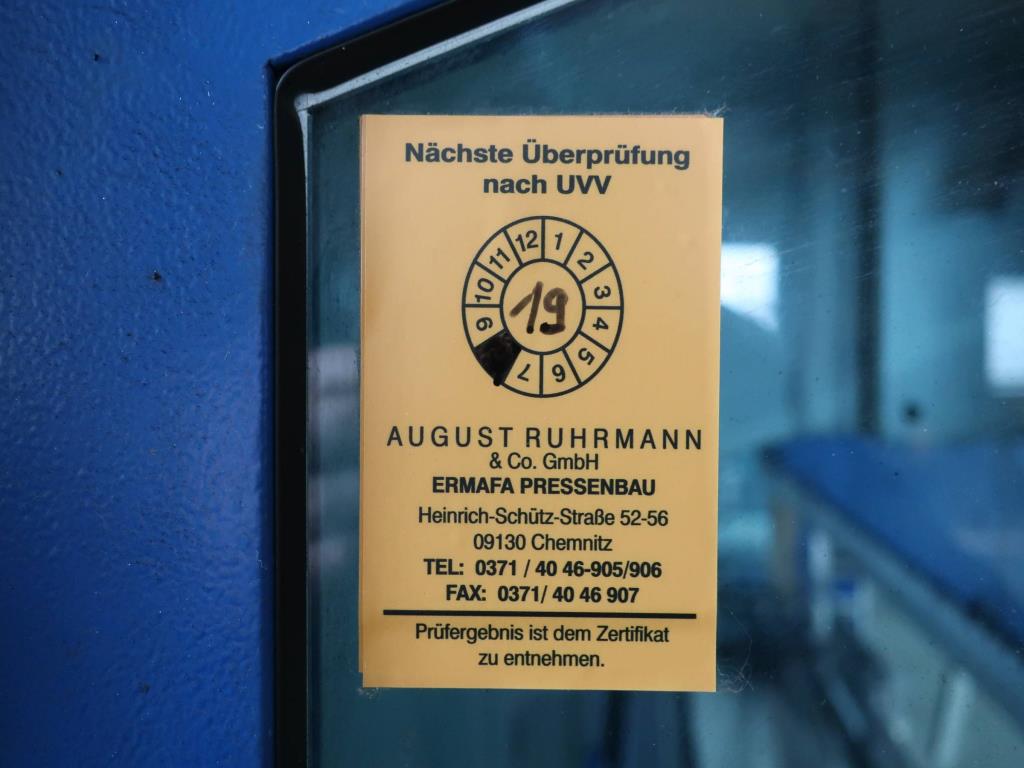 Nächste Überprüfung
nach UVV
12 1
11 2
10 3
19
9 4
5
7 6
AUGUST RUHRMANN
& Co. GmbH
ERMAFA PRESSENBAU
Heinrich-Schütz-Straße 52-56
09130 Chemnitz
TEL: 0371 / 40 46-905/906
FAX: 0371/ 40 46 907
Prüfergebnis ist dem Zertifikat
zu entnehmen.